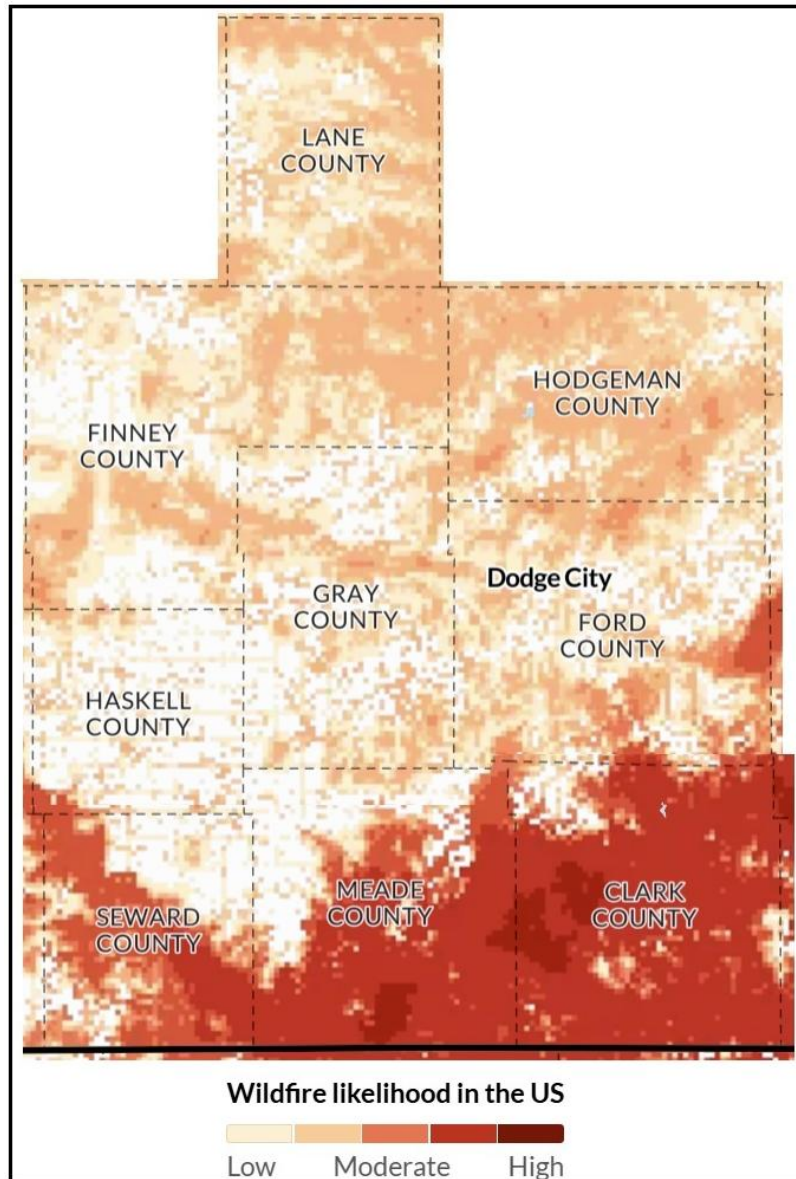 LANE
COUNTY
HODGEMAN
COUNTY
FINNEY
COUNTY
Dodge City
GRAY
COUNTY
FORD
COUNTY
HASKELL
COUNTY
MEADE
COUNTY
CLARK
COUNTY
SEWARD
COUNTY
Wildfire likelihood in the US
Low Moderate High